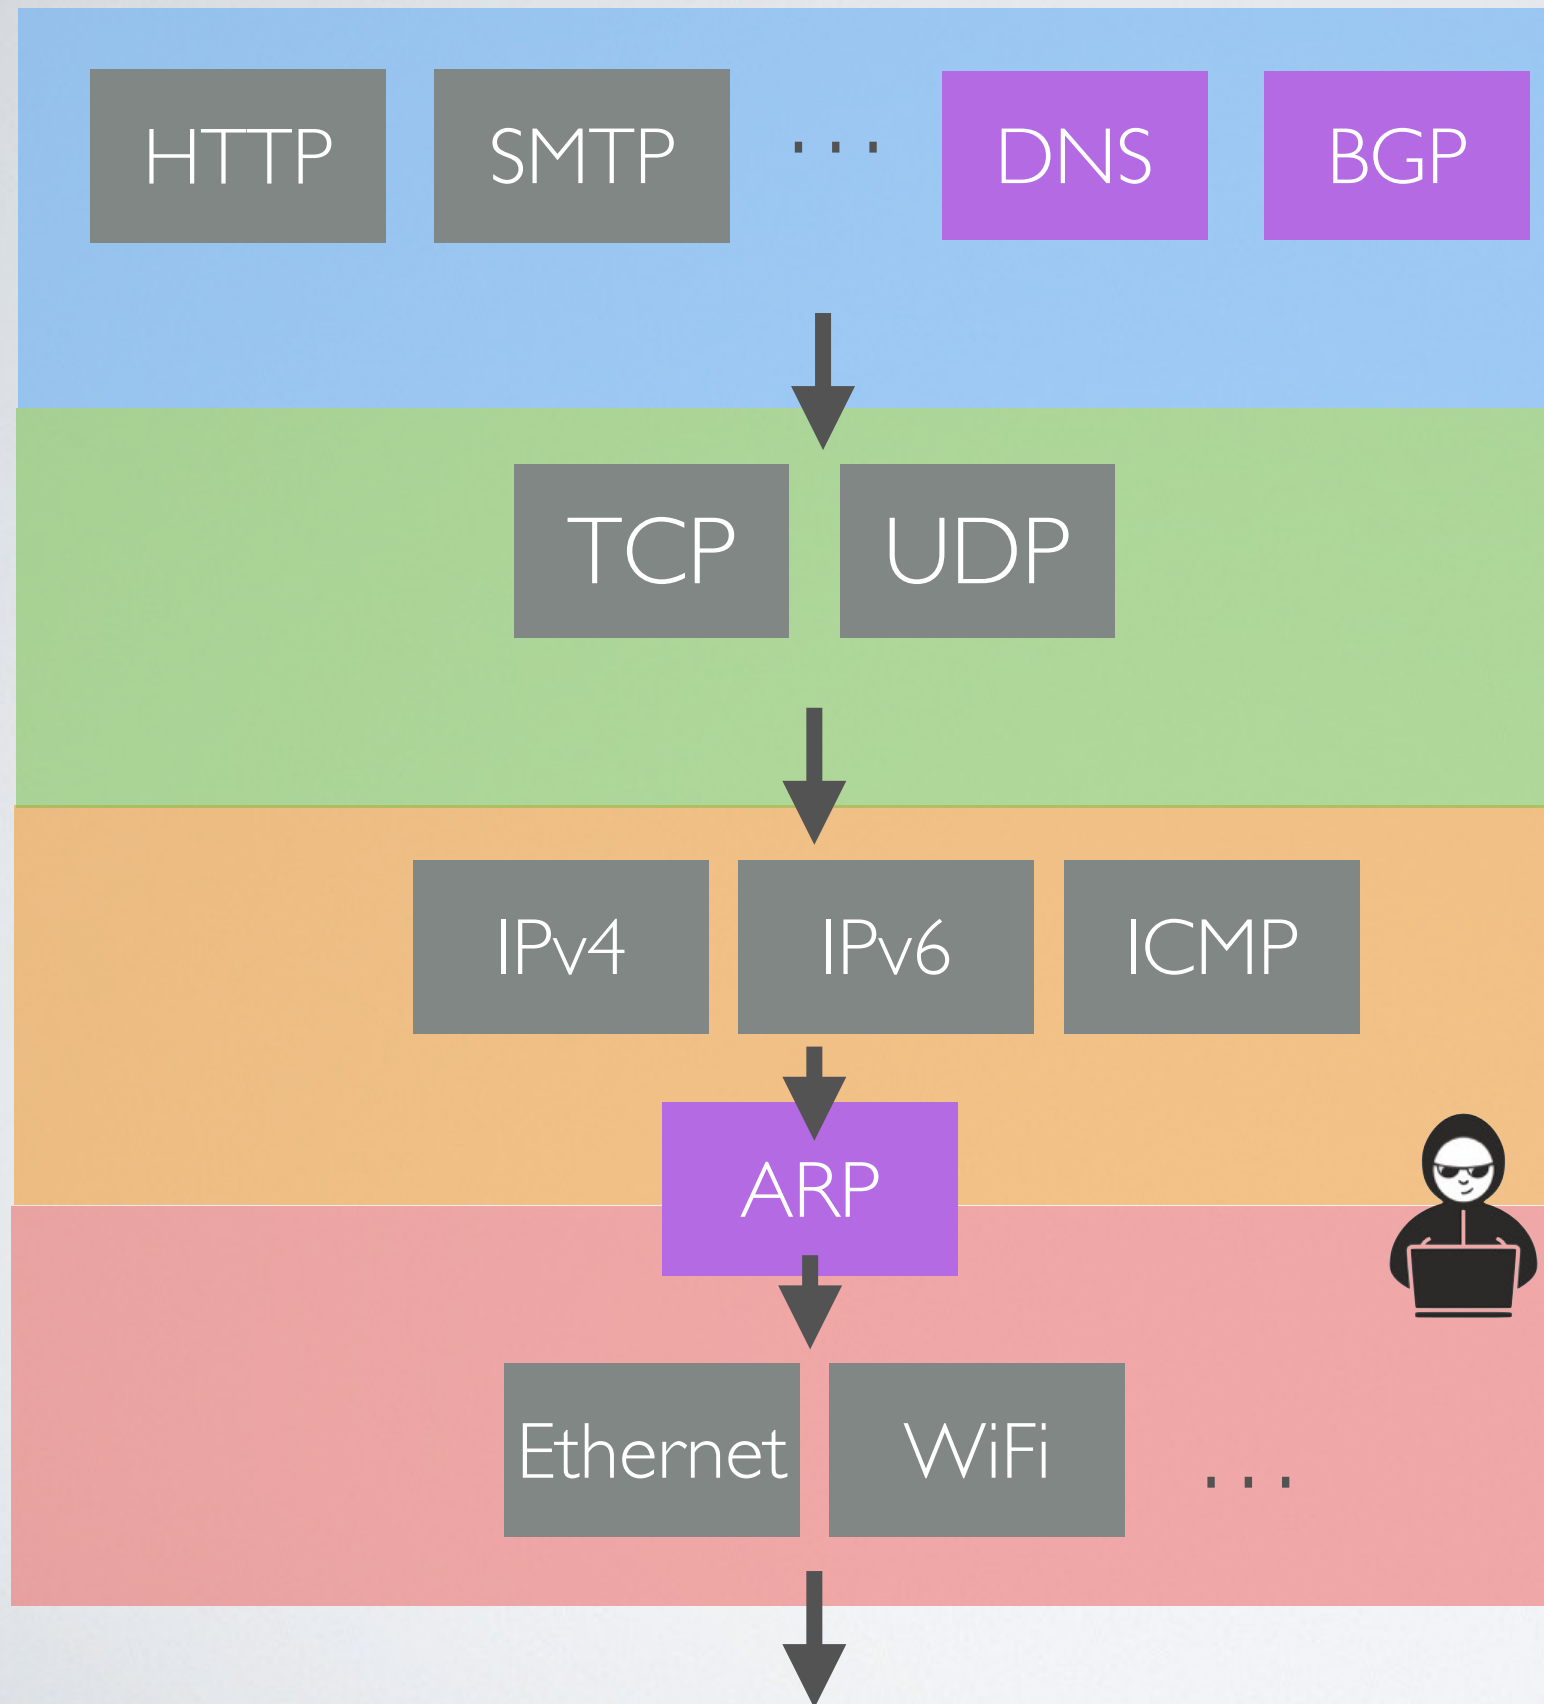 HTTP SMTP ... DNS BGP
TCP UDP
IPv4 IPv6 ICMP
ARP
Ethernet WiFi ...